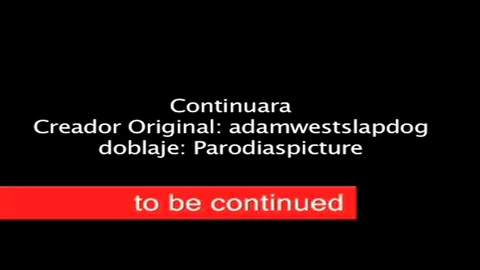 Continuara
Creador Original: adamwestslapdog
doblaje: Parodiaspicture
to be continued